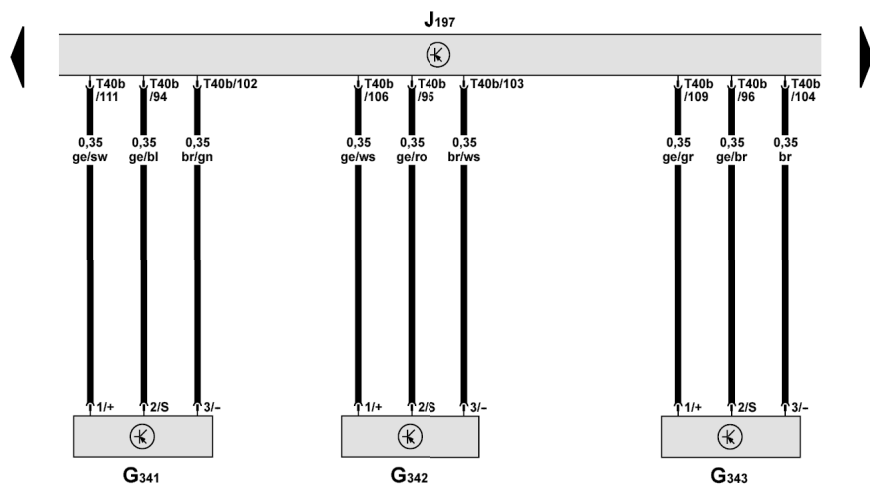 J197
T40b /111 T40b /94 T40b/102 T40b /106 T40b /95 T40b/103 T40b /109 T40b /96 T40b /104
0,35 ge/sw 0,35 ge/bl 0,35 br/gn 0,35 ge/ws 0,35 ge/ro 0,35 br/ws 0,35 ge/gr 0,35 ge/br 0,35 br
1/+ 2/S 3/– 1/+ 2/S 3/– 1/+ 2/S 3/–
G341 G342 G343